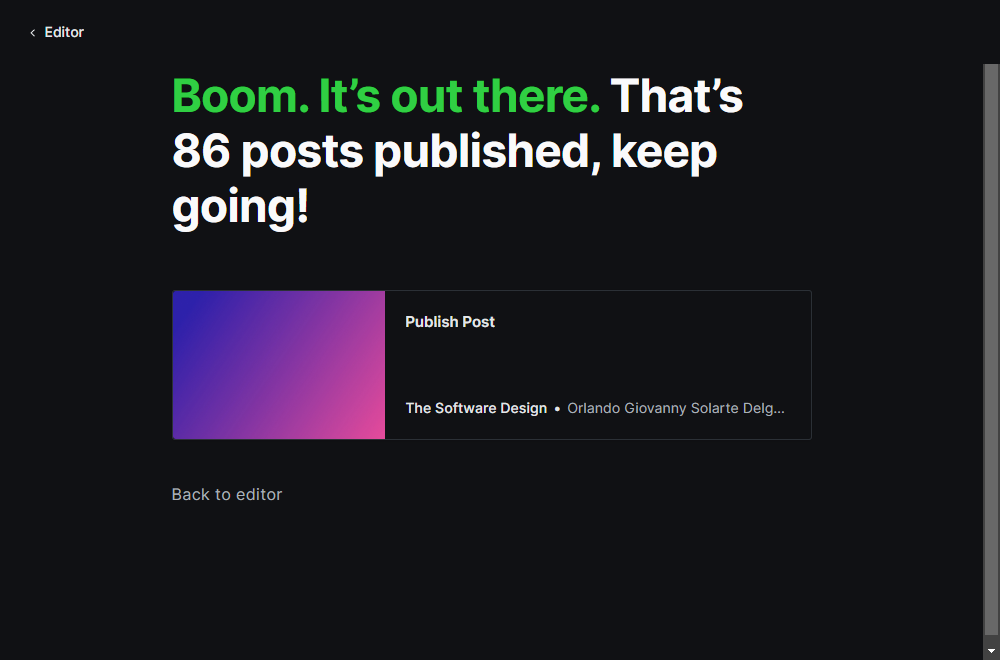 Editor
Boom. It’s out there. That’s
86 posts published, keep
going!
Publish Post
The Software Design • Orlando Giovanny Solarte Delg...
Back to editor